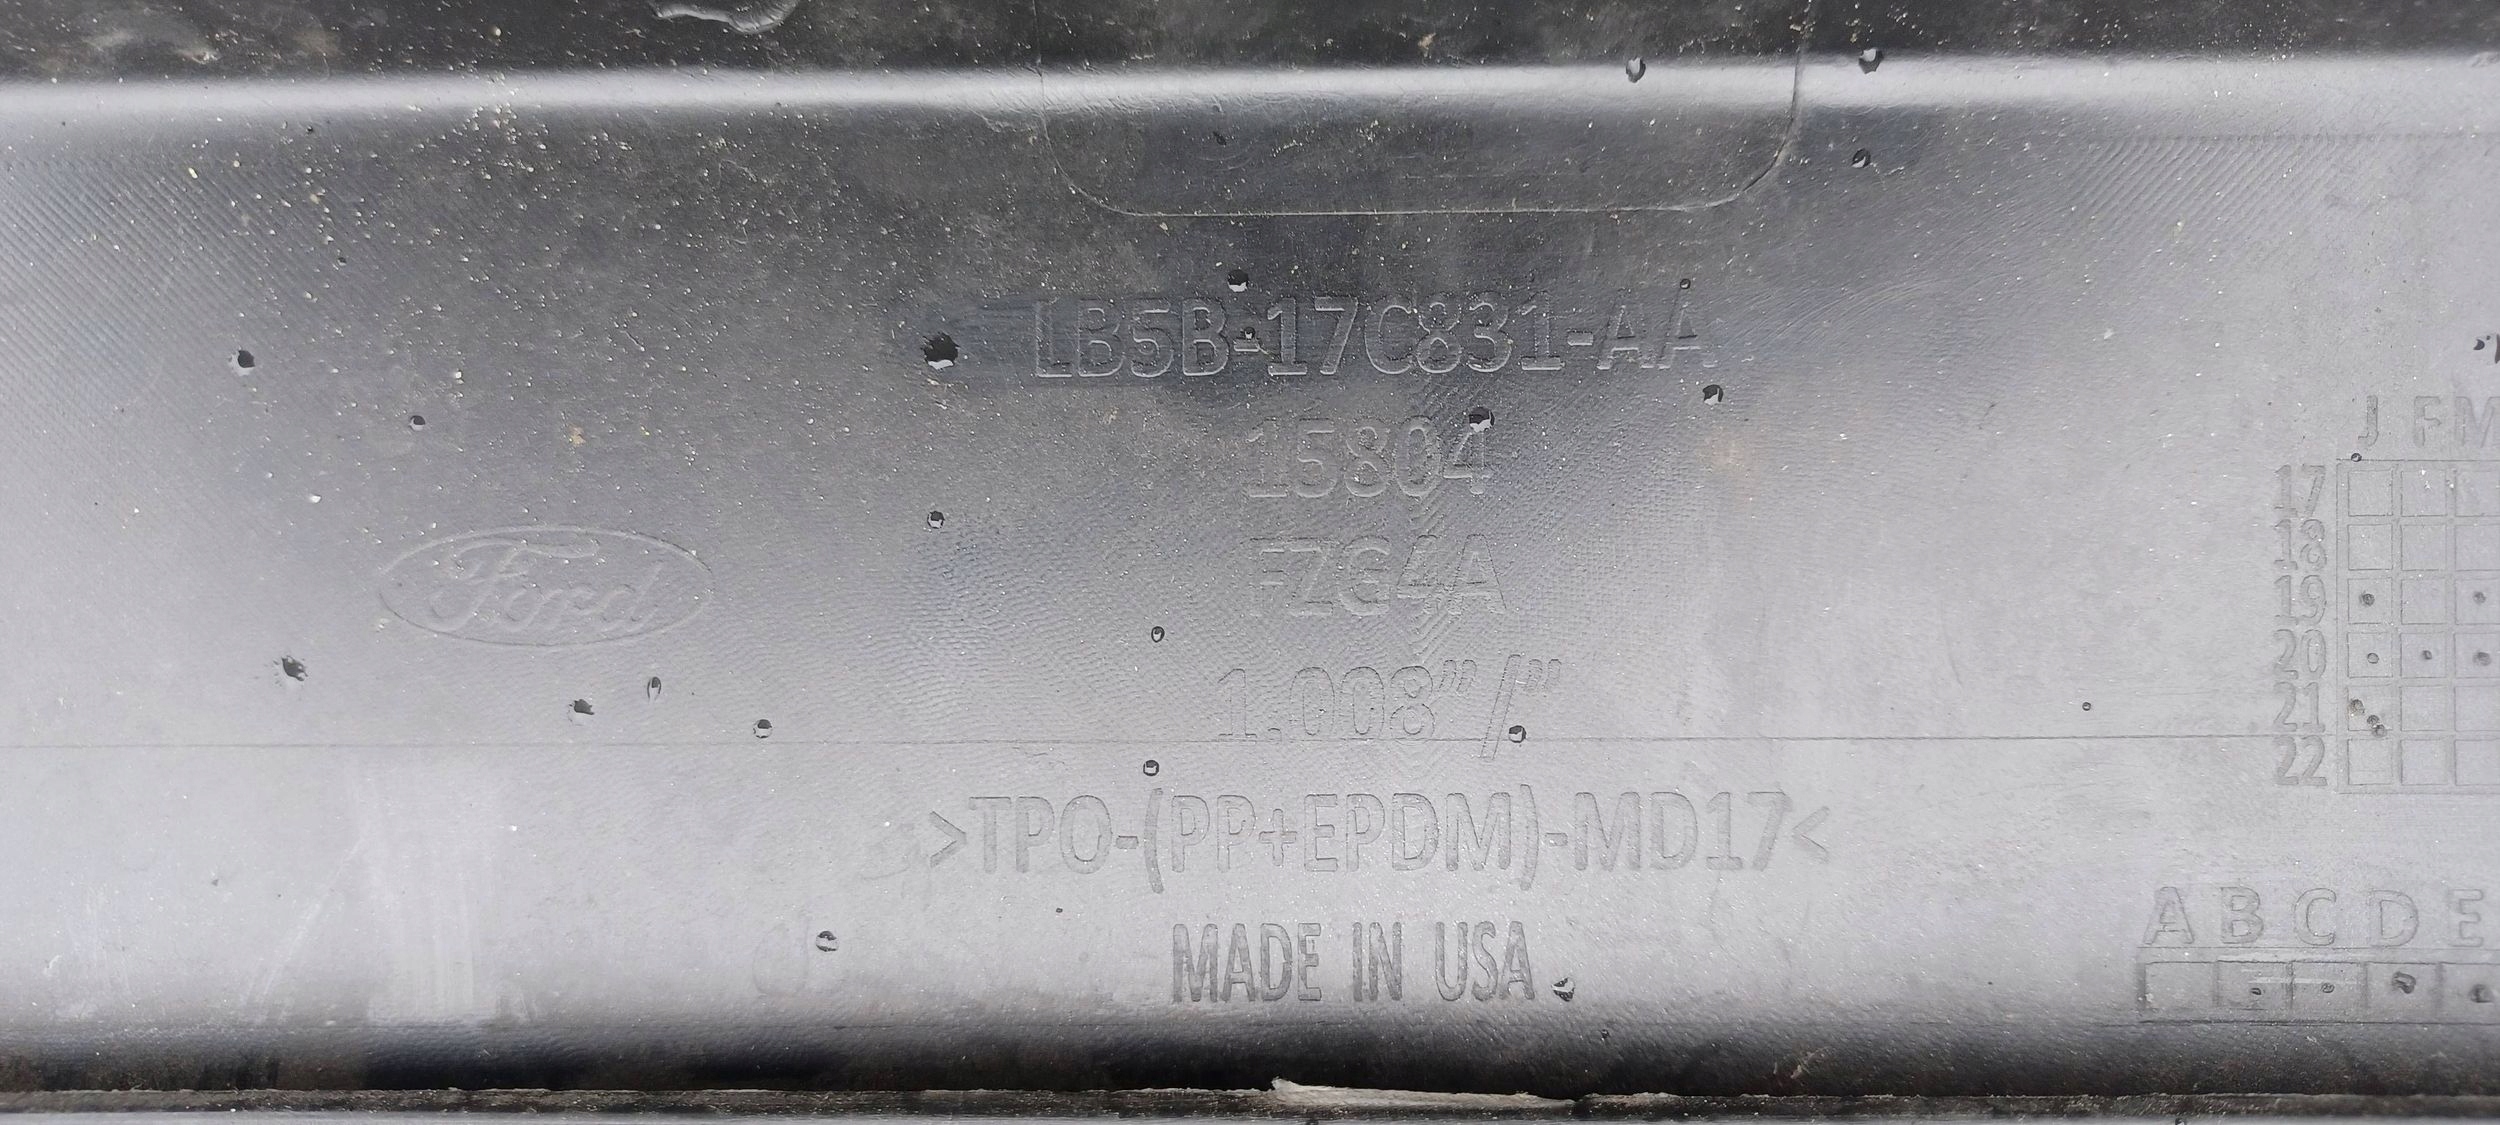 LB5B-17C831-AA
15804
FZG4A
Ford
1.008"/"
>TPO-(PP+EPDM)-MD17<
MADE IN USA
J F M
17
18
19
20
21
22
A B C D E